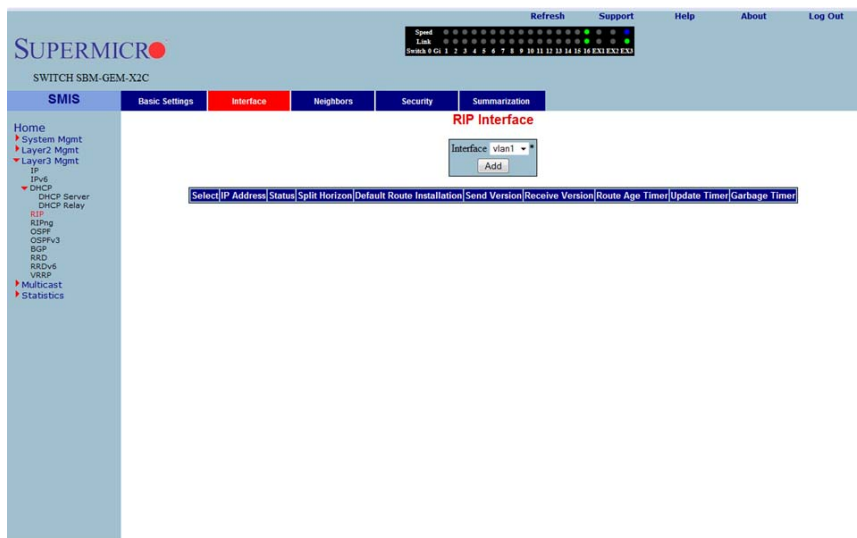 Refresh Support Help About Log Out
Speed
Link
Switch 0 Gi 1 2 3 4 5 6 7 8 9 10 11 12 13 14 15 16 EX1 EX2 EX3
SUPERMICRO
SWITCH SBM-GEM-X2C
SMIS
Basic Settings Interface Neighbors Security Summarization
Home
System Mgmt
Layer2 Mgmt
Layer3 Mgmt
IP
IPv6
DHCP
DHCP Server
DHCP Relay
RIP
RIPng
OSPF
OSPFv3
BGP
RRD
RRDv6
VRRP
Multicast
Statistics
RIP Interface
Interface vlan1 *
Add
Select IP Address Status Split Horizon Default Route Installation Send Version Receive Version Route Age Timer Update Timer Garbage Timer